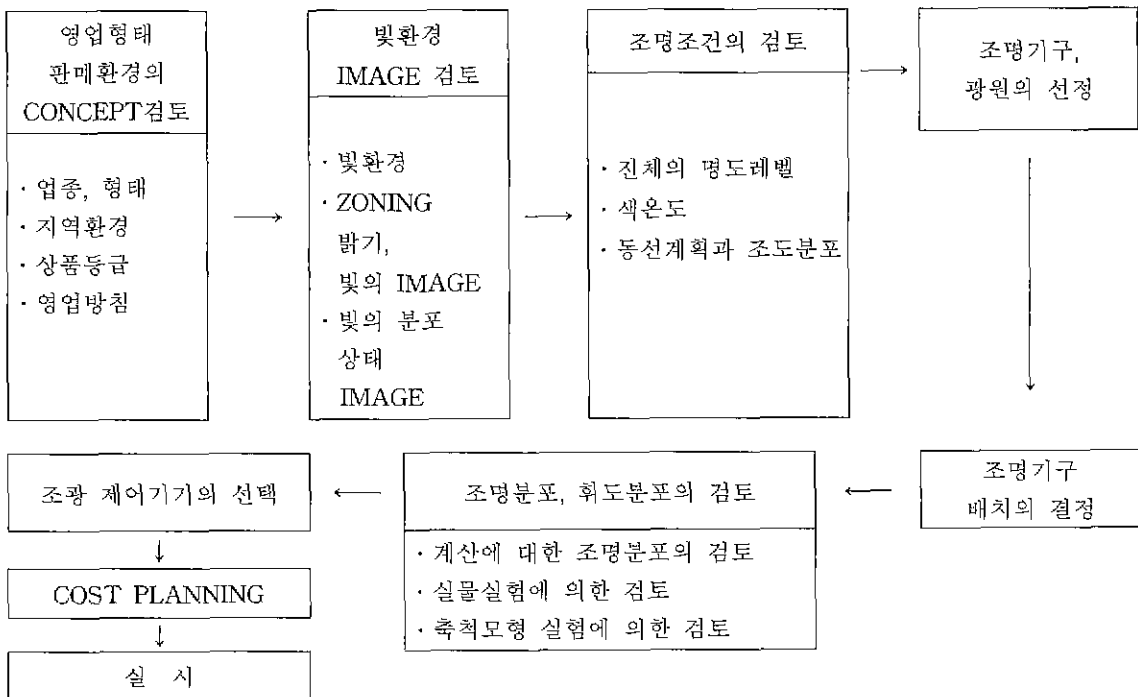 영업형태
판매환경의
CONCEPT검토
· 업종, 형태
· 지역환경
· 상품등급
· 영업방침
빛환경
IMAGE 검토
· 빛환경
· ZONING
밝기,
빛의 IMAGE
· 빛의 분포
상태
IMAGE
조명조건의 검토
· 진체의 명도레벨
· 색온도
· 동선계획과 조도분포
조명기구,
광원의 선정
조명기구
배치의 결정
조명분포, 휘도분포의 검토
· 계산에 대한 조명분포의 검토
· 실물실험에 의한 검토
· 축척모형 실험에 의한 검토
조광 제어기기의 선택
COST PLANNING
실 시